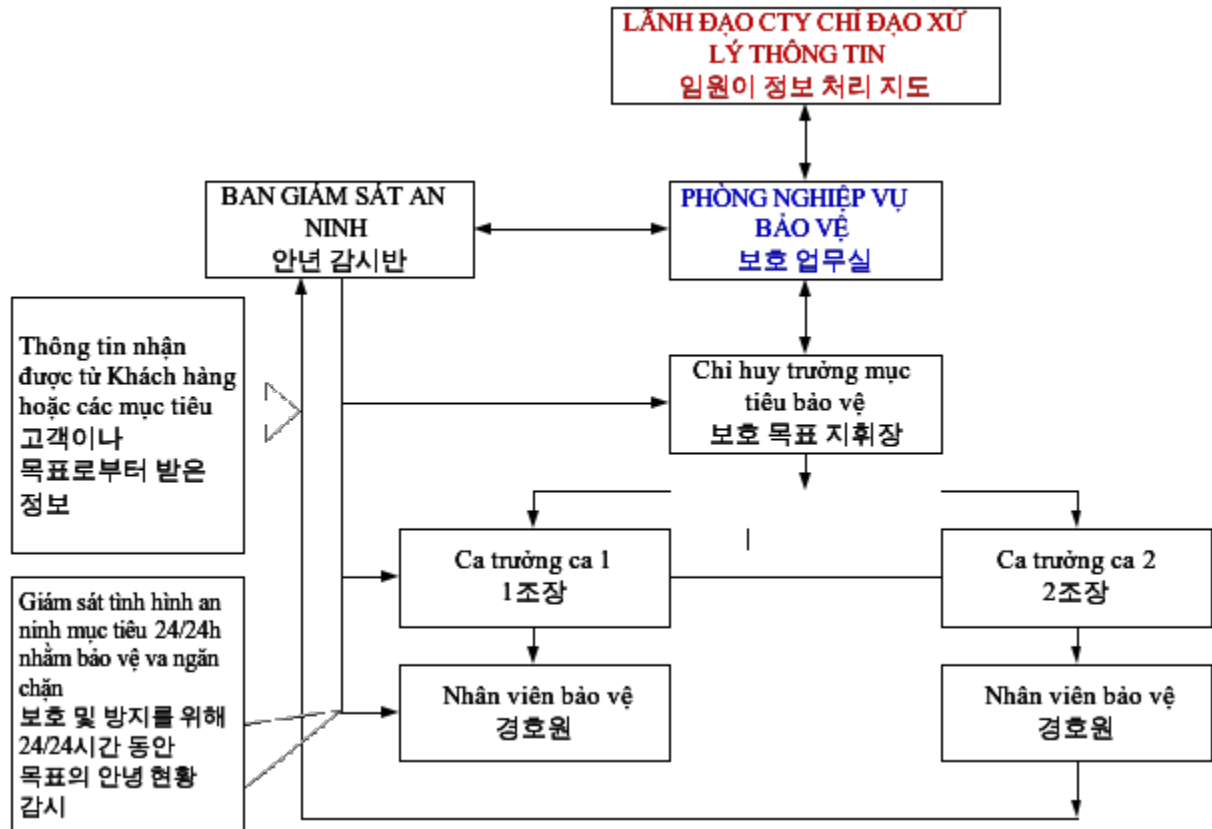 LÃNH ĐẠO CTY CHỈ ĐẠO XỬ
LÝ THÔNG TIN
임원이 정보 처리 지도
BAN GIÁM SÁT AN
NINH
안년 감시반
PHÒNG NGHIỆP VỤ
BẢO VỆ
보호 업무실
Thông tin nhận
được từ Khách hàng
hoặc các mục tiêu
고객이나
목표로부터 받은
정보
Chỉ huy trưởng mục
tiêu bảo vệ
보호 목표 지휘장
Ca trưởng ca 1
1조장
Ca trưởng ca 2
2조장
Giám sát tình hình an
ninh mục tiêu 24/24h
nhằm bảo vệ va ngăn
chặn
보호 및 방지를 위해
24/24시간 동안
목표의 안녕 현황
감시
Nhân viên bảo vệ
경호원
Nhân viên bảo vệ
경호원